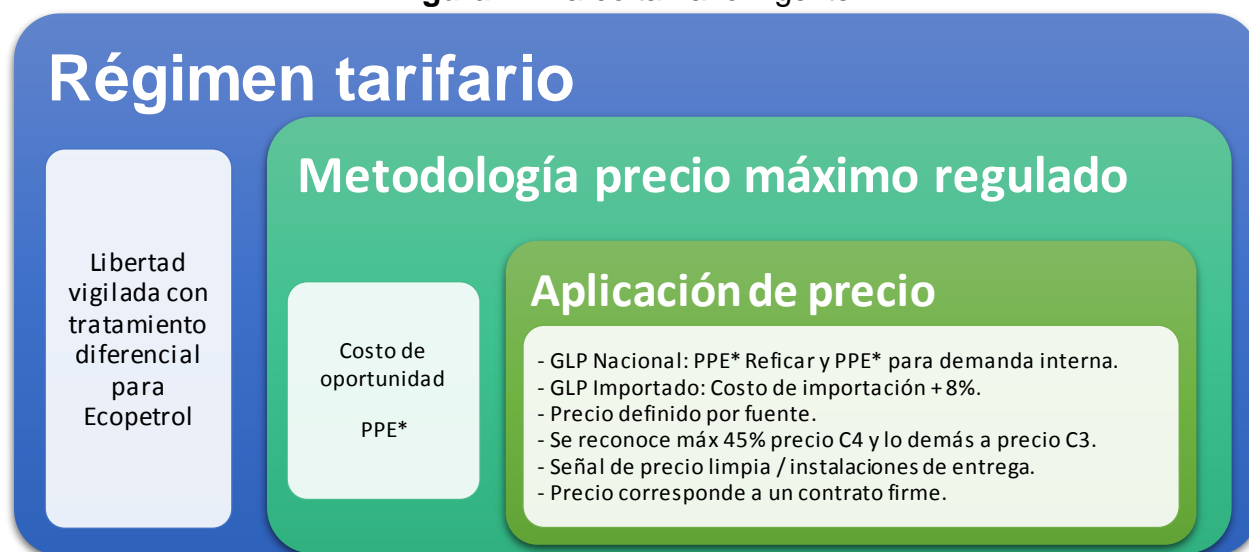 Régimen tarifario
Metodología precio máximo regulado
Libertad
vigilada con
tratamiento
diferencial
para
Ecopetrol
Costo de
oportunidad
PPE*
Aplicación de precio
- GLP Nacional: PPE* Reficar y PPE* para demanda interna.
- GLP Importado: Costo de importación + 8%.
- Precio definido por fuente.
- Se reconoce máx 45% precio C4 y lo demás a precio C3.
- Señal de precio limpia / instalaciones de entrega.
- Precio corresponde a un contrato firme.